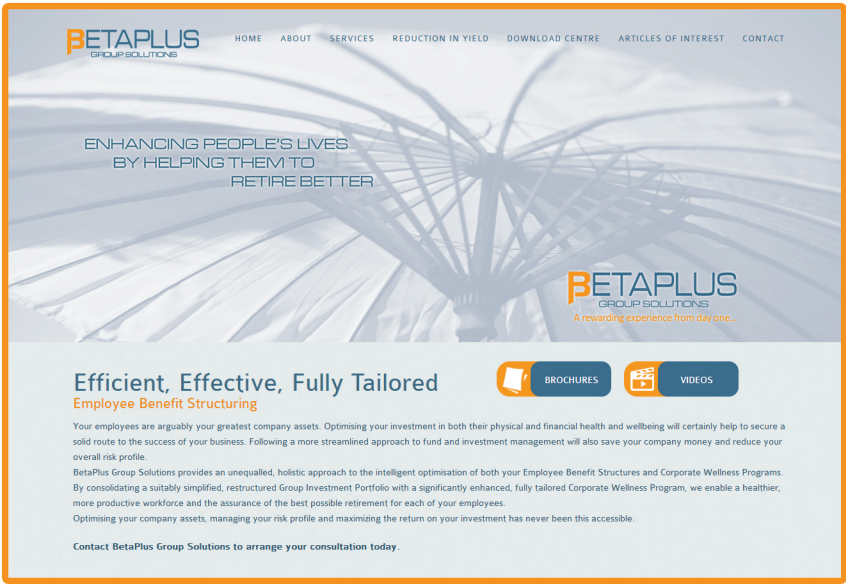 BETAPLUS
GROUP SOLUTIONS
HOME ABOUT SERVICES REDUCTION IN YIELD DOWNLOAD CENTRE ARTICLES OF INTEREST CONTACT
ENHANCING PEOPLE'S LIVES
BY HELPING THEM TO
RETIRE BETTER
BETAPLUS
GROUP SOLUTIONS
A rewarding experience from day one...
Efficient, Effective, Fully Tailored
Employee Benefit Structuring
BROCHURES
VIDEOS
Your employees are arguably your greatest company assets. Optimising your investment in both their physical and financial health and wellbeing will certainly help to secure a
solid route to the success of your business. Following a more streamlined approach to fund and investment management will also save your company money and reduce your
overall risk profile.
BetaPlus Group Solutions provides an unequalled, holistic approach to the intelligent optimisation of both your Employee Benefit Structures and Corporate Wellness Programs.
By consolidating a suitably simplified, restructured Group Investment Portfolio with a significantly enhanced, fully tailored Corporate Wellness Program, we enable a healthier,
more productive workforce and the assurance of the best possible retirement for each of your employees.
Optimising your company assets, managing your risk profile and maximizing the return on your investment has never been this accessible.
Contact BetaPlus Group Solutions to arrange your consultation today.